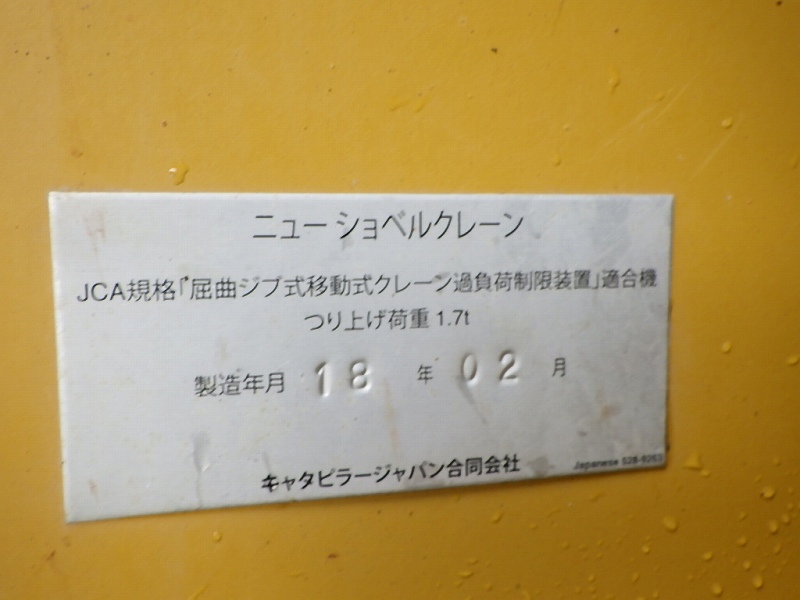 ニュー ショベルクレーン
JCA規格「屈曲ジブ式移動式クレーン過負荷制限装置」適合機
つり上げ荷重 1.7t
製造年月 18 年 02 月
キャタピラージャパン合同会社
Japanese 528-9263